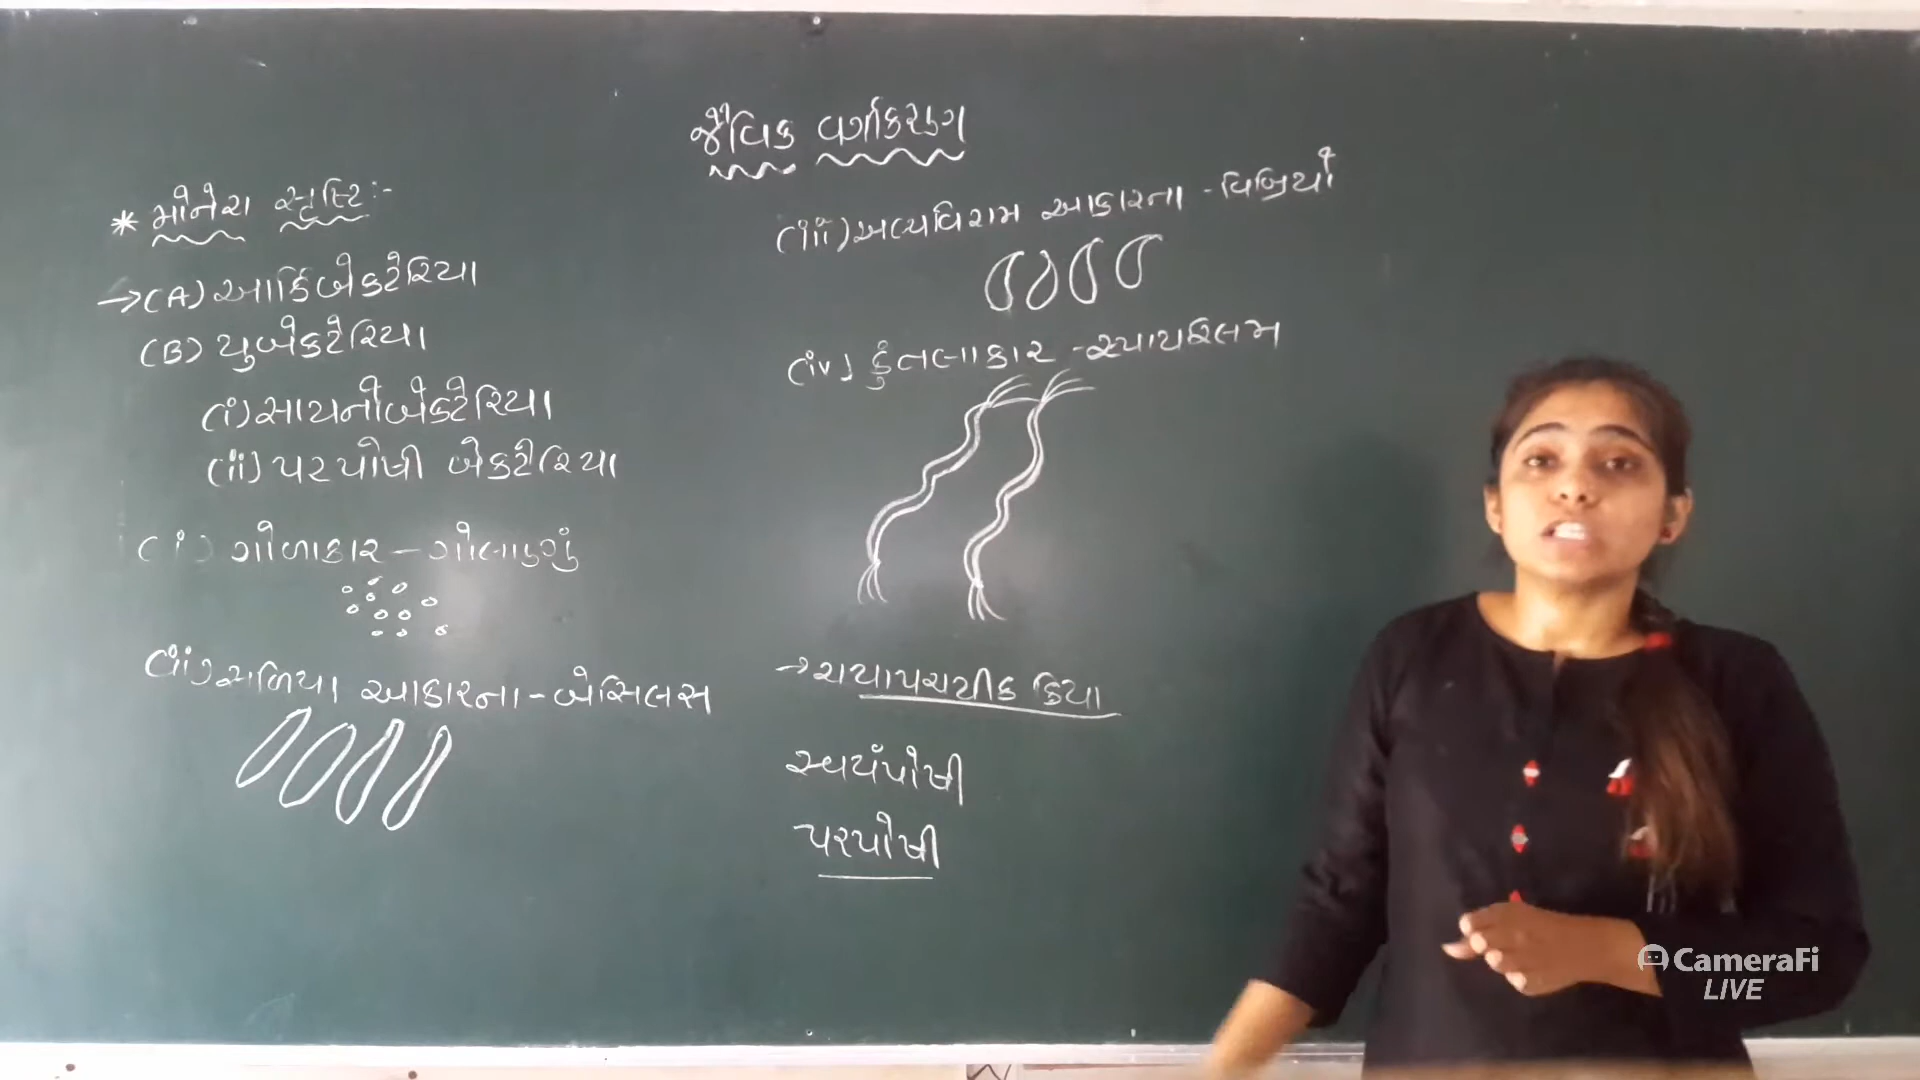 જૈવિક વર્ગીકરણ
* મોનેરા સૃષ્ટિ :-
→ (A) આર્કિબેક્ટેરિયા
(B) યુબેક્ટેરિયા
(i) સાયનોબેક્ટેરિયા
(ii) પરપોષી બેક્ટેરિયા
(i) ગોળાકાર - ગોલાણું
(ii) સળિયા આકારના - બેસિલસ
(iii) અલ્પવિરામ આકારના - વિબ્રિયો
(iv) કુંતલાકાર - સ્પાયરિલમ
→ ચયાપચયીક ક્રિયા
સ્વયંપોષી
પરપોષી
CameraFi
LIVE